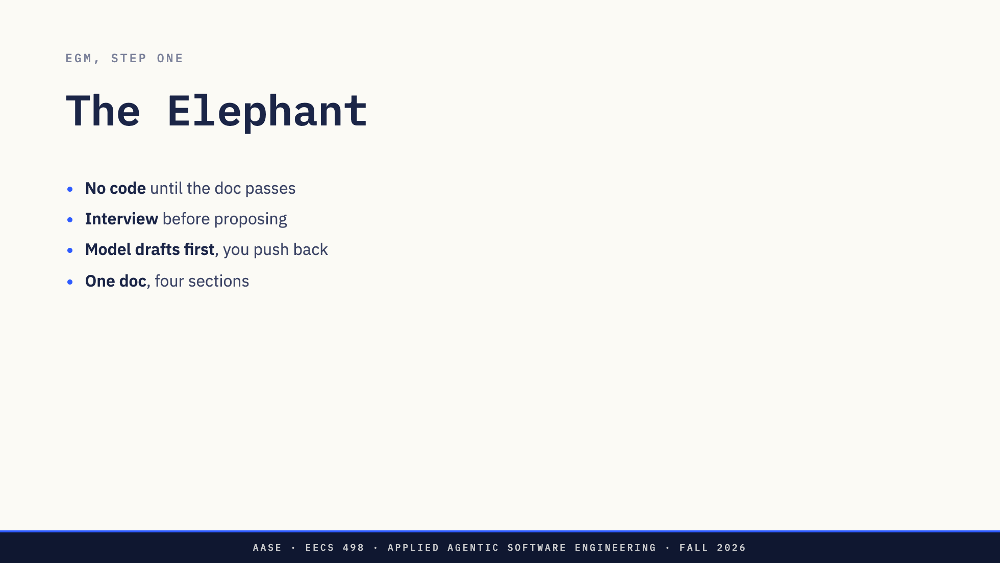 EGM, STEP ONE
The Elephant
• No code until the doc passes
• Interview before proposing
• Model drafts first, you push back
• One doc, four sections
AASE · EECS 498 · APPLIED AGENTIC SOFTWARE ENGINEERING · FALL 2026